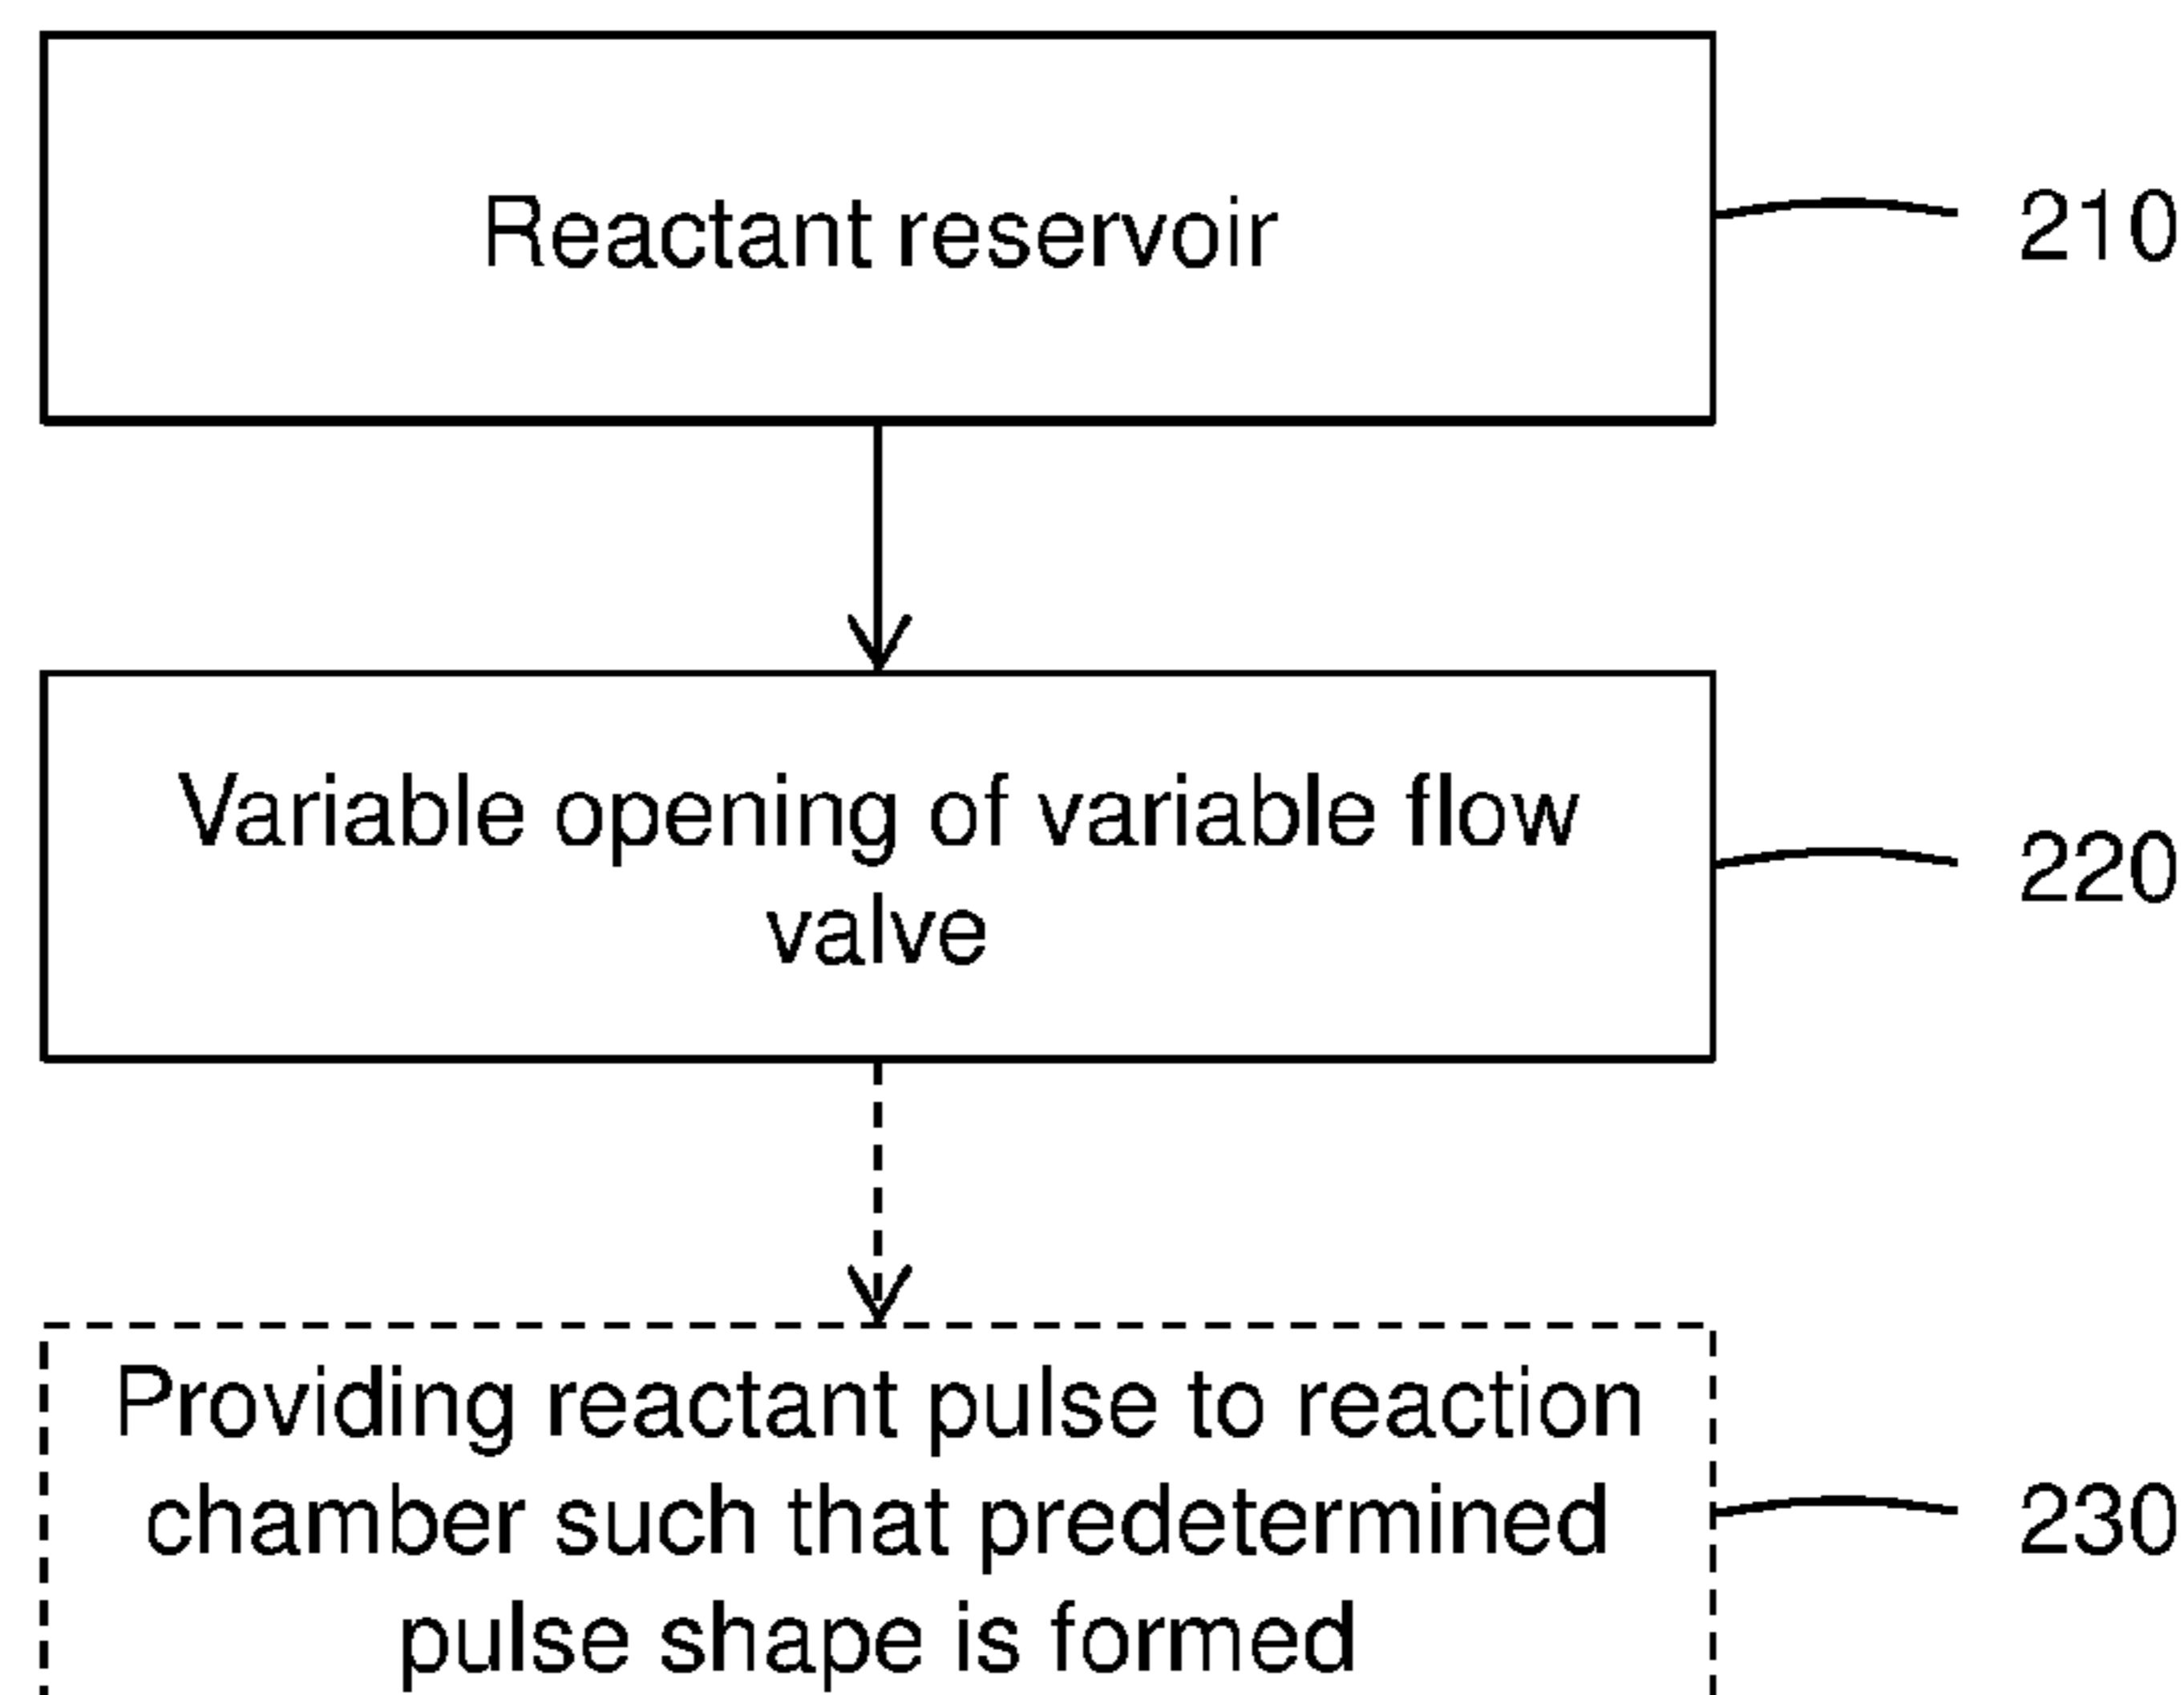 Reactant reservoir
210
Variable opening of variable flow
valve
220
Providing reactant pulse to reaction
chamber such that predetermined
pulse shape is formed
230